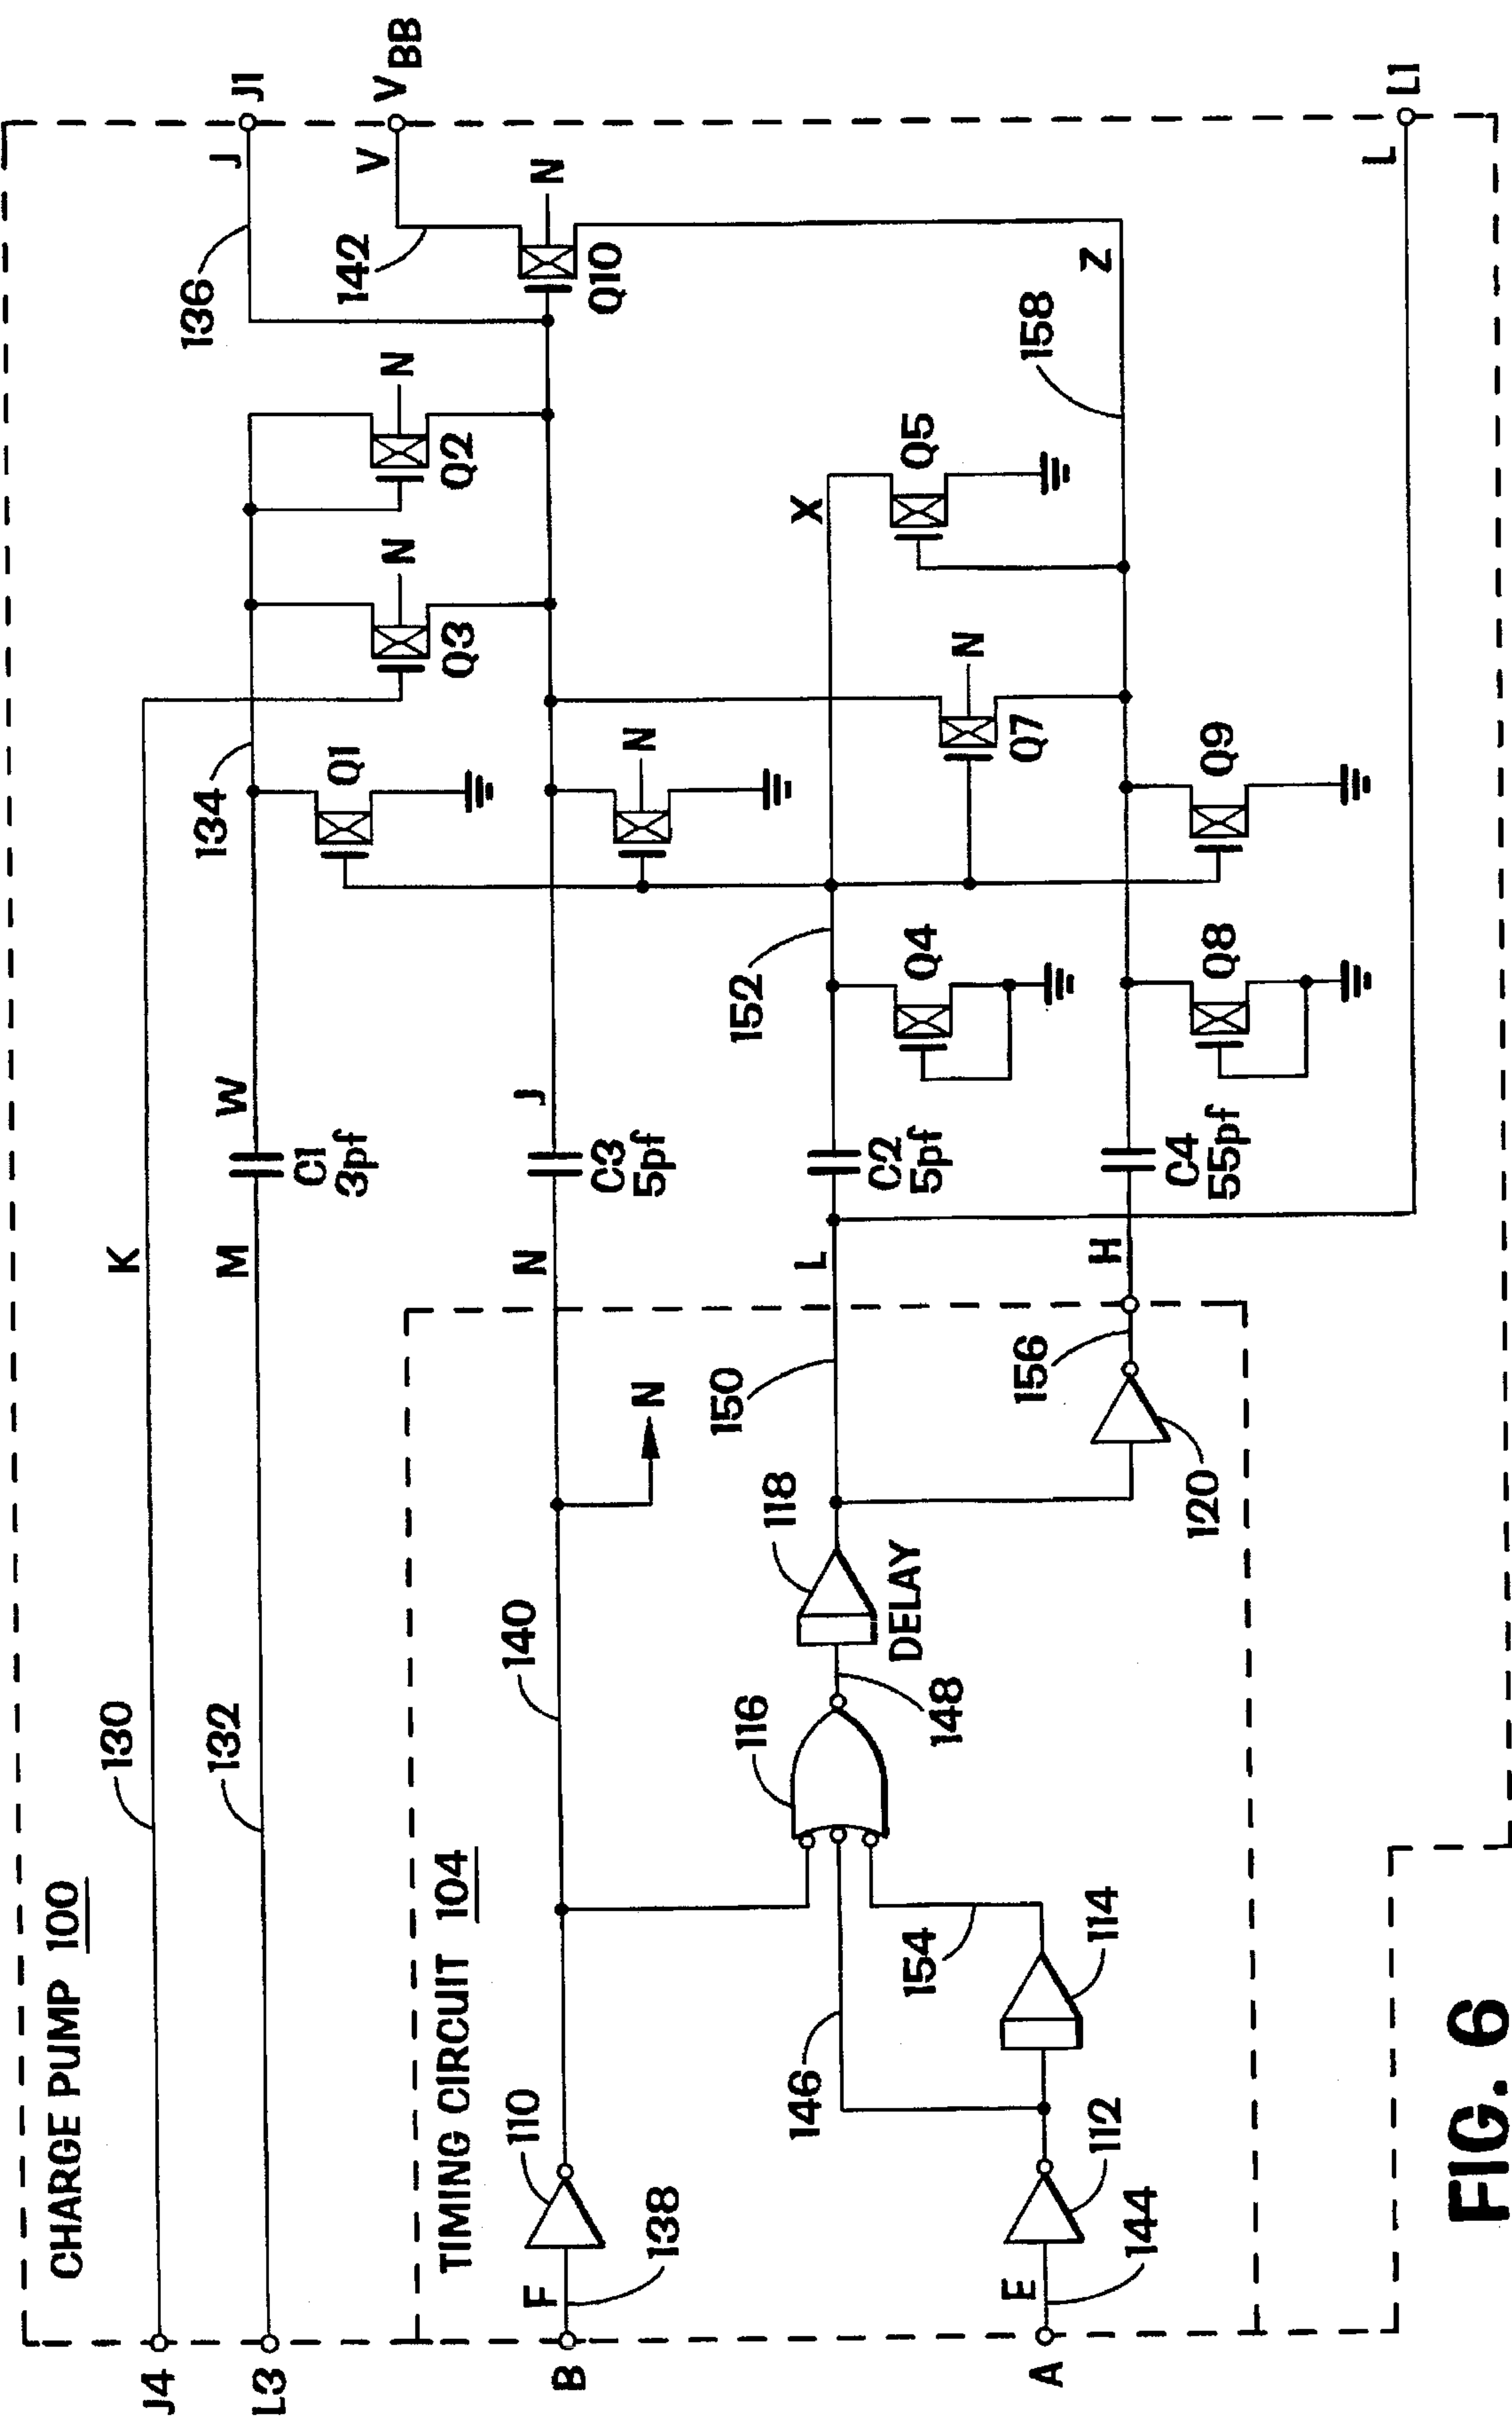 CHARGE PUMP 100
J4
130
K
L3
132
M
W
C1
3pf
134
Q1
Q3
N
Q2
N
136
J
J1
142
V
VBB
N
Q10
TIMING CIRCUIT 104
B
F
138
110
140
N
N
J
C3
5pf
N
116
148
118
DELAY
150
L
C2
5pf
152
Q4
X
Q5
N
Q7
A
E
144
112
146
114
154
120
156
H
C4
55pf
Q8
Q9
158
Z
L
L1
FIG. 6